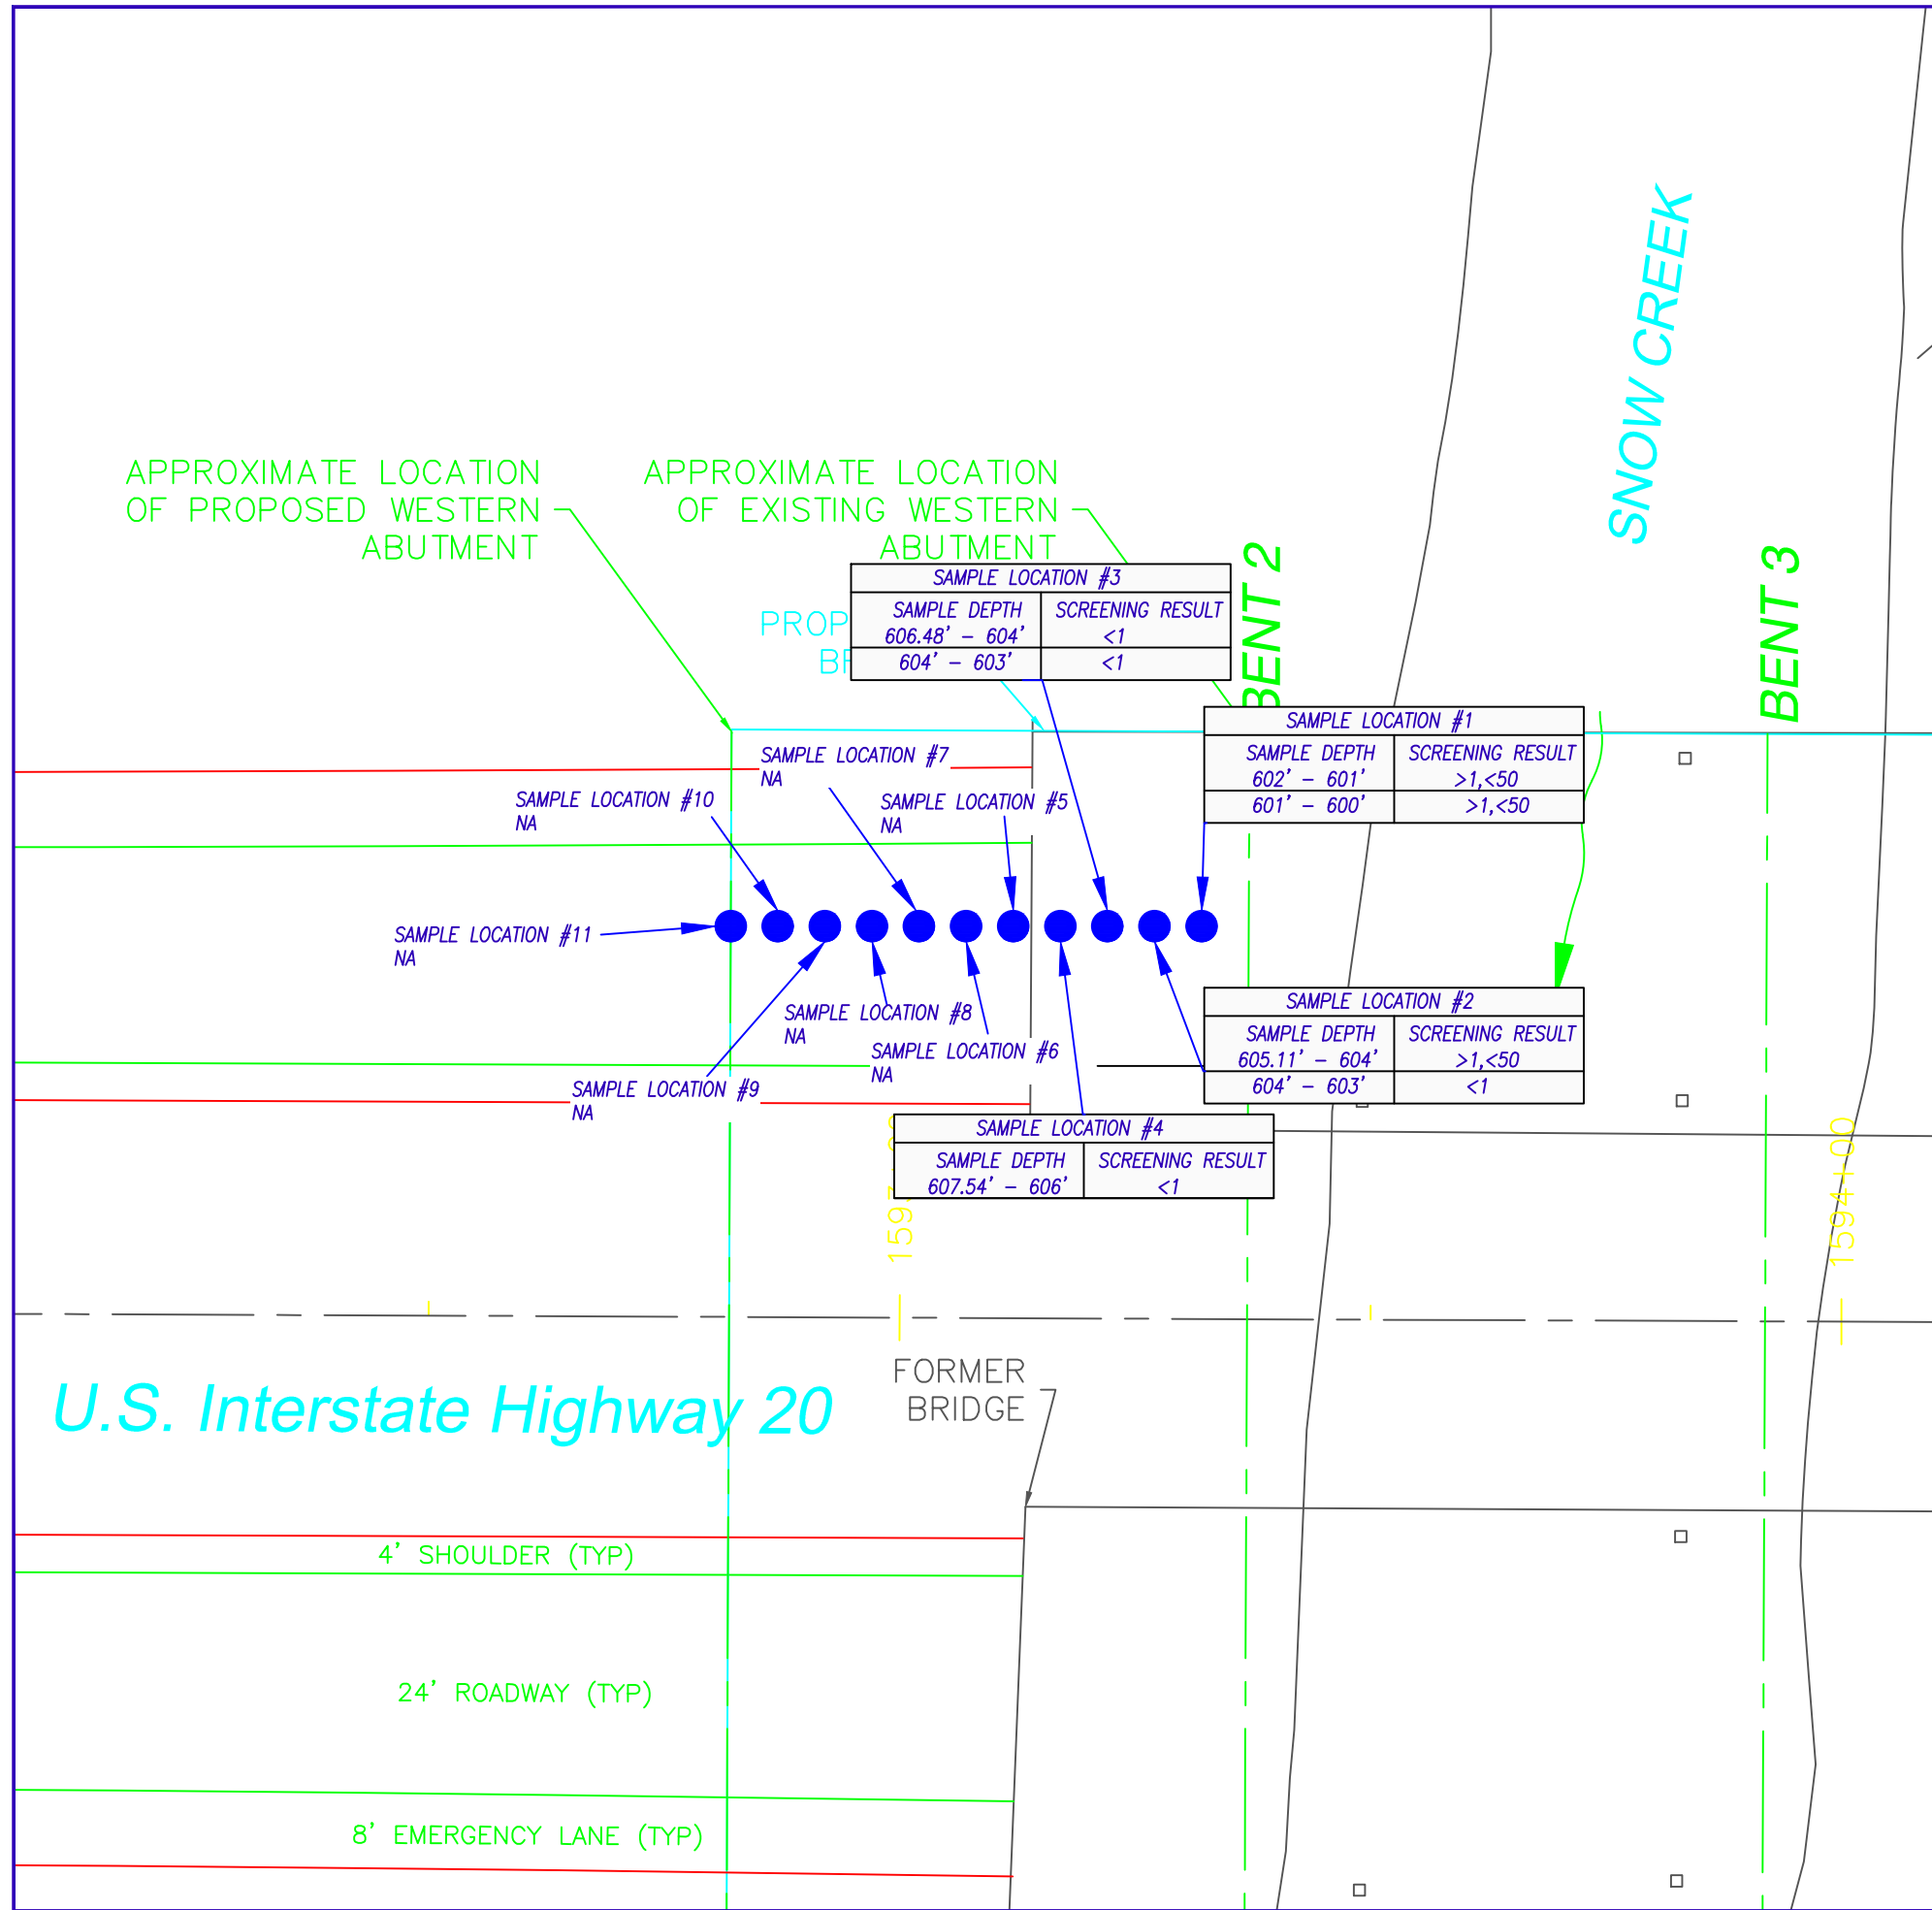 SNOW CREEK
APPROXIMATE LOCATION
OF PROPOSED WESTERN
ABUTMENT
APPROXIMATE LOCATION
OF EXISTING WESTERN
ABUTMENT
BENT 2
BENT 3
SAMPLE LOCATION #3
SAMPLE DEPTH SCREENING RESULT
606.48' - 604' <1
604' - 603' <1
SAMPLE LOCATION #1
SAMPLE DEPTH SCREENING RESULT
602' - 601' >1,<50
601' - 600' >1,<50
SAMPLE LOCATION #7
NA
SAMPLE LOCATION #10
NA
SAMPLE LOCATION #5
NA
SAMPLE LOCATION #11
NA
SAMPLE LOCATION #8
NA
SAMPLE LOCATION #6
NA
SAMPLE LOCATION #9
NA
SAMPLE LOCATION #2
SAMPLE DEPTH SCREENING RESULT
605.11' - 604' >1,<50
604' - 603' <1
SAMPLE LOCATION #4
SAMPLE DEPTH SCREENING RESULT
607.54' - 606' <1
1594+00
FORMER
BRIDGE
U.S. Interstate Highway 20
4' SHOULDER (TYP)
24' ROADWAY (TYP)
8' EMERGENCY LANE (TYP)